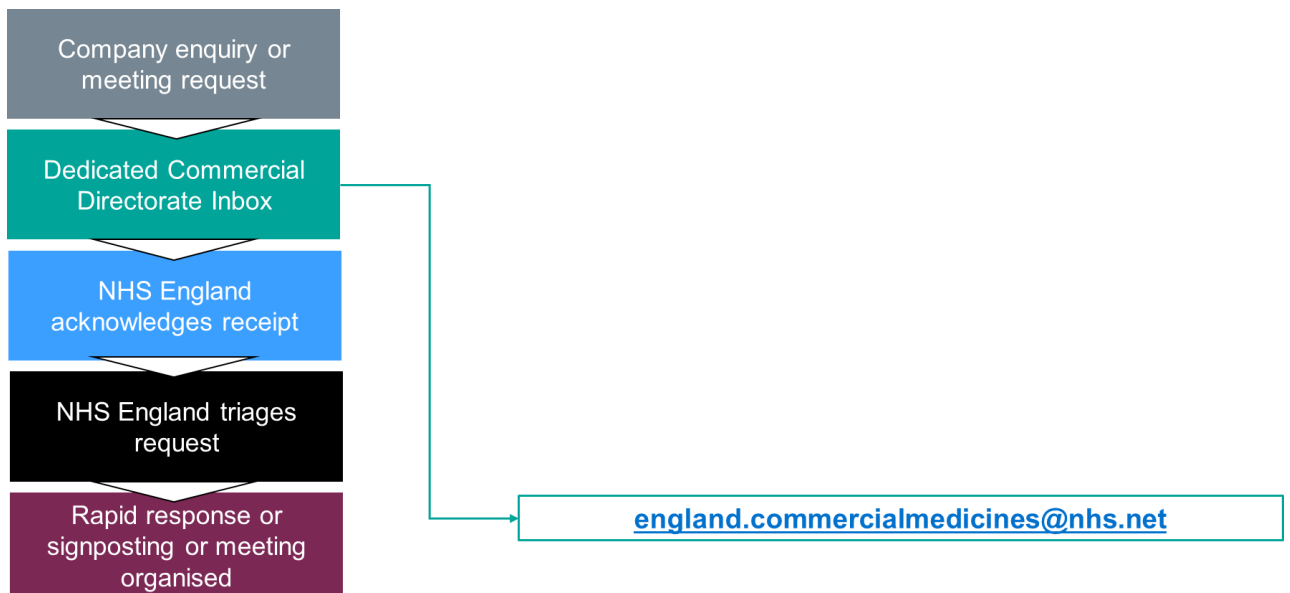 Company enquiry or
meeting request
Dedicated Commercial
Directorate Inbox
NHS England
acknowledges receipt
NHS England triages
request
Rapid response or
signposting or meeting
organised
england.commercialmedicines@nhs.net